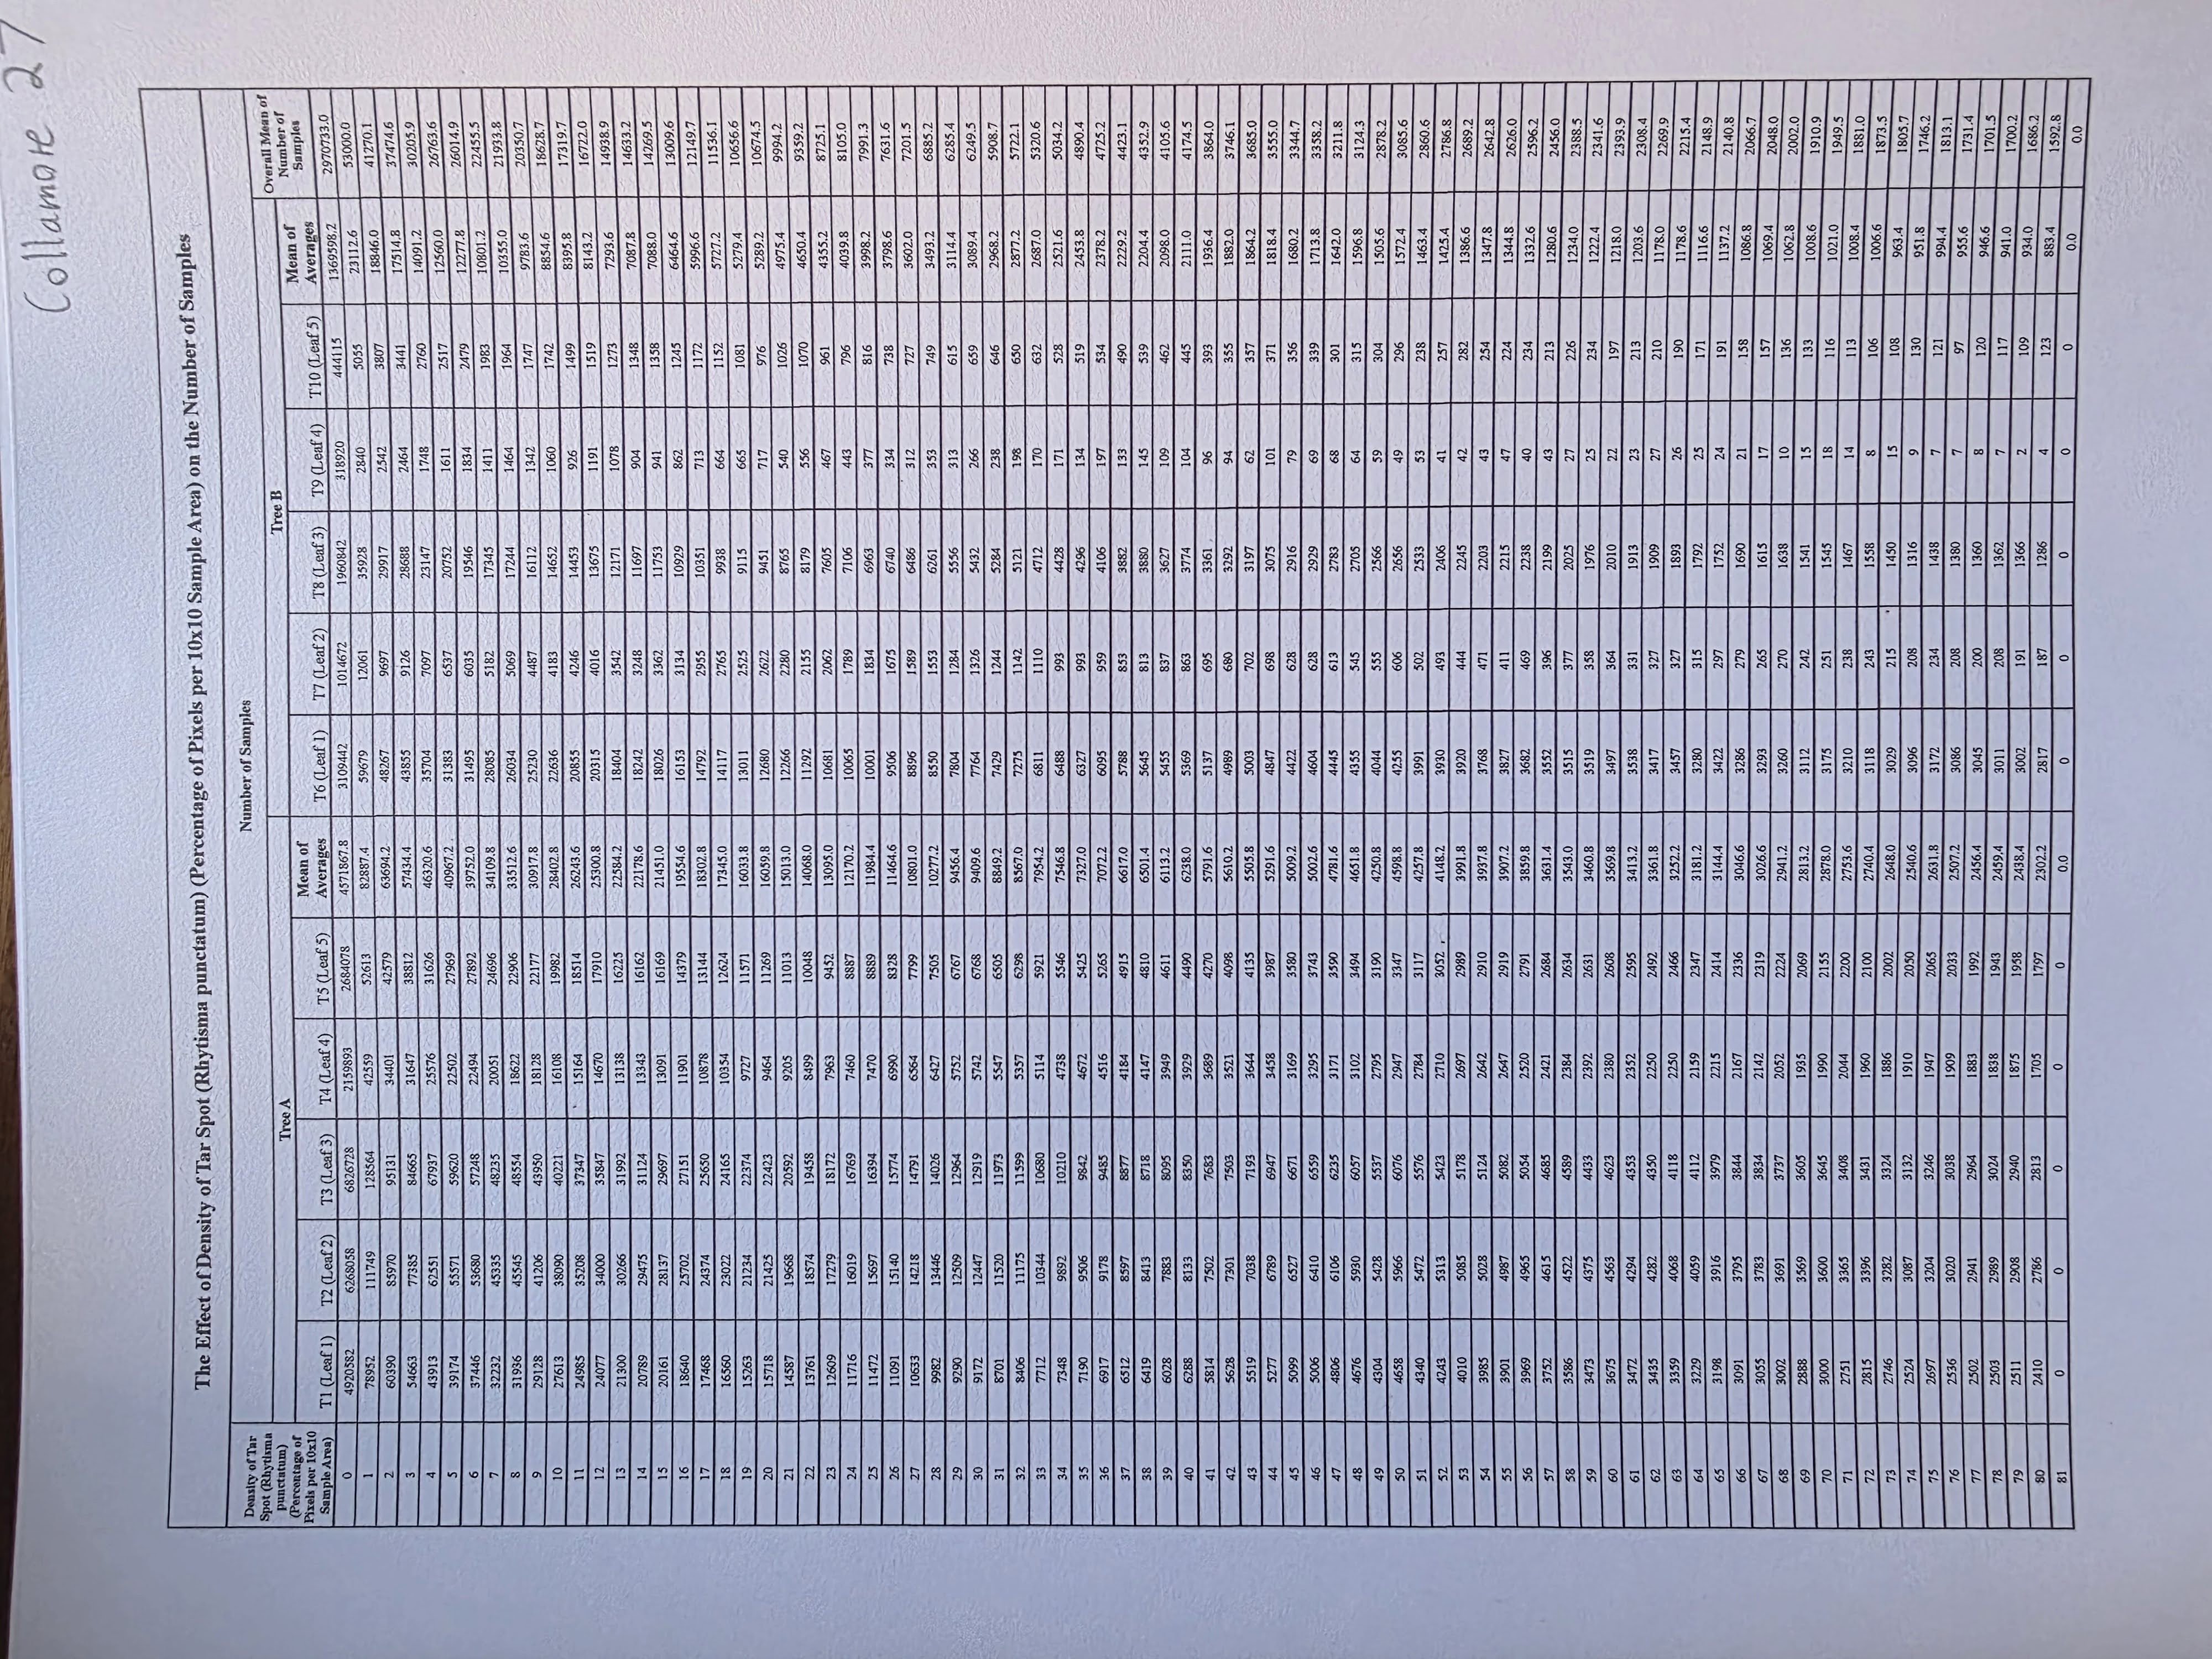 Collamore 27
The Effect of Density of Tar Spot (Rhytisma punctatum) (Percentage of Pixels per 10x10 Sample Area) on the Number of Samples
Density of Tar Spot (Rhytisma punctatum) (Percentage of Pixels per 10x10 Sample Area)
Number of Samples
Tree A
Tree B
Overall Mean of Number of Samples
T1 (Leaf 1) T2 (Leaf 2) T3 (Leaf 3) T4 (Leaf 4) T5 (Leaf 5) Mean of Averages T6 (Leaf 1) T7 (Leaf 2) T8 (Leaf 3) T9 (Leaf 4) T10 (Leaf 5) Mean of Averages
0 4920582 6268058 6826728 2159893 2684078 4571867.8 3109442 1014672 1960842 318920 444115 1369598.2 2970733.0
1 78952 111749 128564 42559 52613 82887.4 59679 12061 35928 2840 5055 23112.6 53000.0
2 60390 85970 95131 34401 42579 63694.2 48267 9697 29917 2542 3807 18846.0 41270.1
3 54663 77385 84665 31647 38812 57434.4 43855 9126 28688 2464 3441 17514.8 37474.6
4 43913 62551 67937 25576 31626 46320.6 35704 7097 23147 1748 2760 14091.2 30205.9
5 39174 55571 59620 22502 27969 40967.2 31383 6537 20752 1611 2517 12560.0 26763.6
6 37446 53680 57248 22494 27892 39752.0 31495 6035 19546 1834 2479 12277.8 26014.9
7 32232 45335 48235 20051 24696 34109.8 28085 5182 17345 1411 1983 10801.2 22455.5
8 31936 45545 48554 18622 22906 33512.6 26034 5069 17244 1464 1964 10355.0 21933.8
9 29128 41206 43950 18128 22177 30917.8 25230 4487 16112 1342 1747 9783.6 20350.7
10 27613 38090 40221 16108 19982 28402.8 22636 4183 14652 1060 1742 8854.6 18628.7
11 24985 35208 37347 15164 18514 26243.6 20855 4246 14453 926 1499 8395.8 17319.7
12 24077 34000 35847 14670 17910 25300.8 20315 4016 13675 1191 1519 8143.2 16722.0
13 21300 30266 31992 13138 16225 22584.2 18404 3542 12171 1078 1273 7293.6 14938.9
14 20789 29475 31124 13343 16162 22178.6 18242 3248 11697 904 1348 7087.8 14633.2
15 20161 28137 29697 13091 16169 21451.0 18026 3362 11753 941 1358 7088.0 14269.5
16 18640 25702 27151 11901 14379 19554.6 16153 3134 10929 862 1245 6464.6 13009.6
17 17468 24374 25650 10878 13144 18302.8 14792 2955 10351 713 1172 5996.6 12149.7
18 16560 23022 24165 10354 12624 17345.0 14117 2765 9938 664 1152 5727.2 11536.1
19 15263 21234 22374 9727 11571 16033.8 13011 2525 9115 665 1081 5279.4 10656.6
20 15718 21425 22423 9464 11269 16059.8 12680 2622 9451 717 976 5289.2 10674.5
21 14587 19668 20592 9205 11013 15013.0 12266 2280 8765 540 1026 4975.4 9994.2
22 13761 18574 19458 8499 10048 14068.0 11292 2155 8179 556 1070 4650.4 9359.2
23 12609 17279 18172 7963 9452 13095.0 10681 2062 7605 467 961 4355.2 8725.1
24 11716 16019 16769 7460 8887 12170.2 10065 1789 7106 443 796 4039.8 8105.0
25 11472 15697 16394 7470 8889 11984.4 10001 1834 6963 377 816 3998.2 7991.3
26 11091 15140 15774 6990 8328 11464.6 9506 1675 6740 334 738 3798.6 7631.6
27 10633 14218 14791 6564 7799 10801.0 8896 1589 6486 312 727 3602.0 7201.5
28 9982 13446 14026 6427 7505 10277.2 8550 1553 6261 353 749 3493.2 6885.2
29 9290 12509 12964 5752 6767 9456.4 7804 1284 5556 313 615 3114.4 6285.4
30 9172 12447 12919 5742 6768 9409.6 7764 1326 5432 266 659 3089.4 6249.5
31 8701 11520 11973 5547 6505 8849.2 7429 1244 5284 238 646 2968.2 5908.7
32 8406 11175 11599 5357 6298 8567.0 7275 1142 5121 198 650 2877.2 5722.1
33 7712 10344 10680 5114 5921 7954.2 6811 1110 4712 170 632 2687.0 5320.6
34 7348 9892 10210 4738 5546 7546.8 6488 993 4428 171 528 2521.6 5034.2
35 7190 9506 9842 4672 5425 7327.0 6327 993 4296 134 519 2453.8 4890.4
36 6917 9178 9485 4516 5265 7072.2 6095 959 4106 197 534 2378.2 4725.2
37 6512 8597 8877 4184 4915 6617.0 5788 853 3882 133 490 2229.2 4423.1
38 6419 8413 8718 4147 4810 6501.4 5645 813 3880 145 539 2204.4 4352.9
39 6028 7883 8095 3949 4611 6113.2 5455 837 3627 109 462 2098.0 4105.6
40 6288 8133 8350 3929 4490 6238.0 5369 863 3774 104 445 2111.0 4174.5
41 5814 7502 7683 3689 4270 5791.6 5137 695 3361 96 393 1936.4 3864.0
42 5628 7301 7503 3521 4098 5610.2 4989 680 3292 94 355 1882.0 3746.1
43 5519 7038 7193 3644 4135 5505.8 5003 702 3197 62 357 1864.2 3685.0
44 5277 6789 6947 3458 3987 5291.6 4847 698 3075 101 371 1818.4 3555.0
45 5099 6527 6671 3169 3580 5009.2 4422 628 2916 79 356 1680.2 3344.7
46 5006 6410 6559 3295 3743 5002.6 4604 628 2929 69 339 1713.8 3358.2
47 4806 6106 6235 3171 3590 4781.6 4445 613 2783 68 301 1642.0 3211.8
48 4676 5930 6057 3102 3494 4651.8 4355 545 2705 64 315 1596.8 3124.3
49 4304 5428 5537 2795 3190 4250.8 4044 555 2566 59 304 1505.6 2878.2
50 4658 5966 6076 2947 3347 4598.8 4255 606 2656 49 296 1572.4 3085.6
51 4340 5472 5576 2784 3117 4257.8 3991 502 2533 53 238 1463.4 2860.6
52 4243 5313 5423 2710 3052 4148.2 3930 493 2406 41 257 1425.4 2786.8
53 4010 5085 5178 2697 2989 3991.8 3920 444 2245 42 282 1386.6 2689.2
54 3985 5028 5124 2642 2910 3937.8 3768 471 2203 43 254 1347.8 2642.8
55 3901 4987 5082 2647 2919 3907.2 3827 411 2215 47 224 1344.8 2626.0
56 3969 4965 5054 2520 2791 3859.8 3682 469 2238 40 234 1332.6 2596.2
57 3752 4615 4685 2421 2684 3631.4 3552 396 2199 43 213 1280.6 2456.0
58 3586 4522 4589 2384 2634 3543.0 3515 377 2025 27 226 1234.0 2388.5
59 3473 4375 4433 2392 2631 3460.8 3519 358 1976 25 234 1222.4 2341.6
60 3675 4563 4623 2380 2608 3569.8 3497 364 2010 22 197 1218.0 2393.9
61 3472 4294 4353 2352 2595 3413.2 3538 331 1913 23 213 1203.6 2308.4
62 3435 4282 4350 2250 2492 3361.8 3417 327 1909 27 210 1178.0 2269.9
63 3359 4068 4118 2250 2466 3252.2 3457 327 1893 26 190 1178.6 2215.4
64 3229 4059 4112 2159 2347 3181.2 3280 315 1792 25 171 1116.6 2148.9
65 3198 3916 3979 2215 2414 3144.4 3422 297 1752 24 191 1137.2 2140.8
66 3091 3795 3844 2167 2336 3046.6 3286 279 1690 21 158 1086.8 2066.7
67 3055 3783 3834 2142 2319 3026.6 3293 265 1615 17 157 1069.4 2048.0
68 3002 3691 3737 2052 2224 2941.2 3260 270 1638 10 136 1062.8 2002.0
69 2888 3569 3605 1935 2069 2813.2 3112 242 1541 15 133 1008.6 1910.9
70 3000 3600 3645 1990 2155 2878.0 3175 251 1545 18 116 1021.0 1949.5
71 2751 3365 3408 2044 2200 2753.6 3210 238 1467 14 113 1008.4 1881.0
72 2815 3396 3431 1960 2100 2740.4 3118 243 1558 8 106 1006.6 1873.5
73 2746 3282 3324 1886 2002 2648.0 3029 215 1450 15 108 963.4 1805.7
74 2524 3087 3132 1910 2050 2540.6 3096 208 1316 9 130 951.8 1746.2
75 2697 3204 3246 1947 2065 2631.8 3172 234 1438 7 121 994.4 1813.1
76 2536 3020 3038 1909 2033 2507.2 3086 208 1380 7 97 955.6 1731.4
77 2502 2941 2964 1883 1992 2456.4 3045 200 1360 8 120 946.6 1701.5
78 2503 2989 3024 1838 1943 2459.4 3011 208 1362 7 117 941.0 1700.2
79 2511 2908 2940 1875 1958 2438.4 3002 191 1366 2 109 934.0 1686.2
80 2410 2786 2813 1705 1797 2302.2 2817 187 1286 4 123 883.4 1592.8
81 0 0 0 0 0 0.0 0 0 0 0 0 0.0 0.0